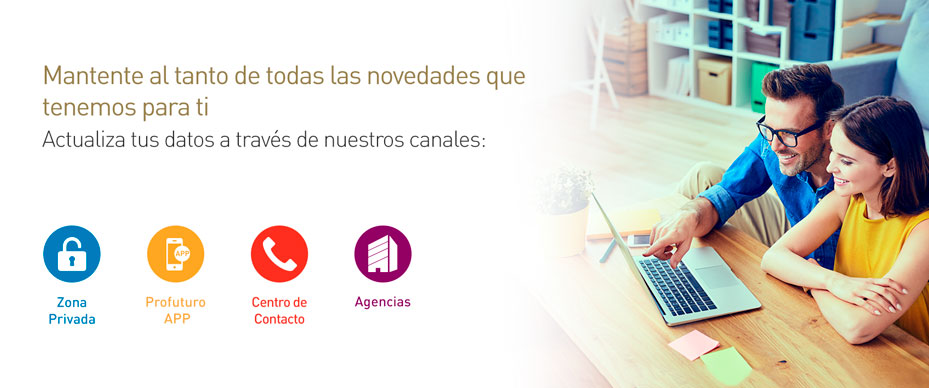 Mantente al tanto de todas las novedades que
tenemos para ti
Actualiza tus datos a través de nuestros canales:
APP
Zona
Privada
Profuturo
APP
Centro de
Contacto
Agencias